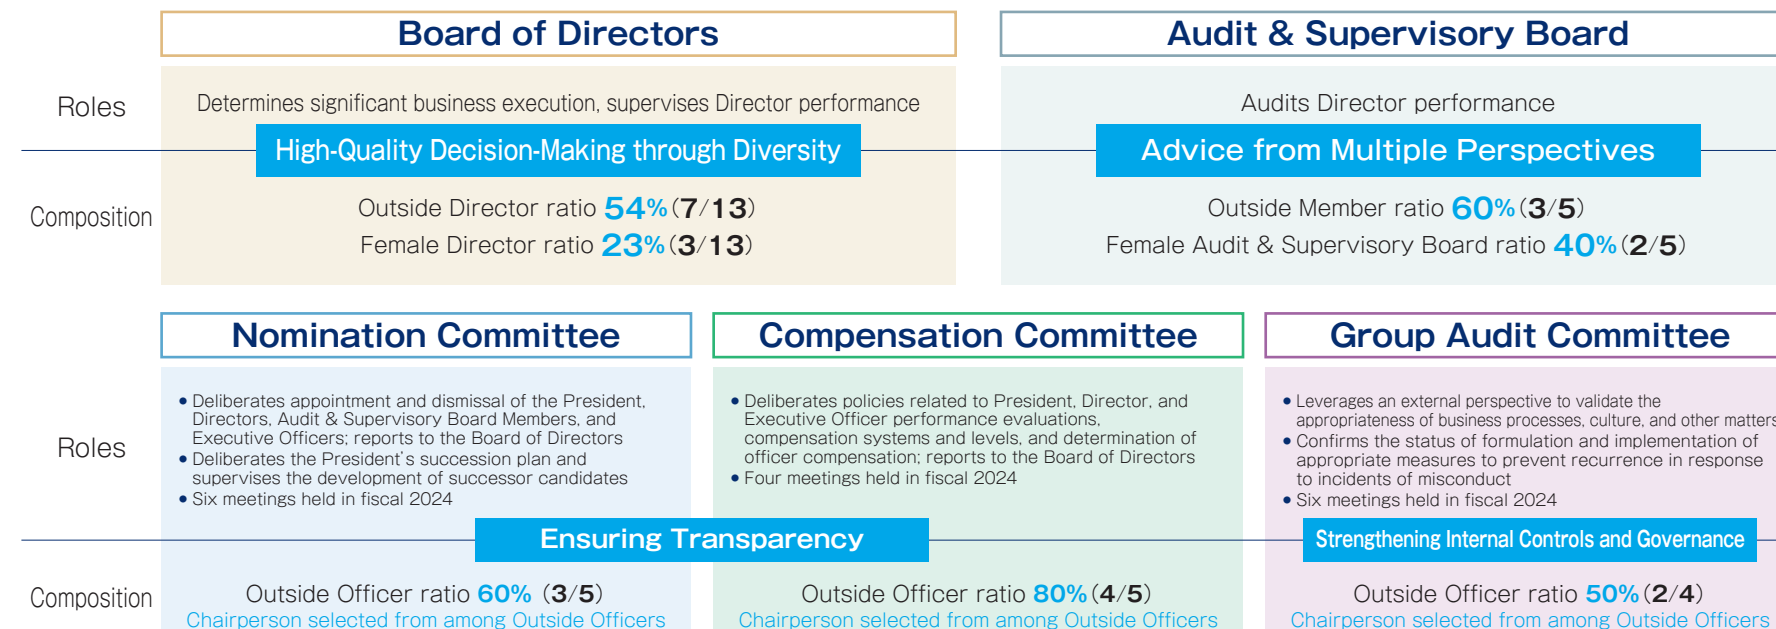 Board of Directors
Audit & Supervisory Board
Roles
Determines significant business execution, supervises Director performance
Audits Director performance
High-Quality Decision-Making through Diversity
Advice from Multiple Perspectives
Composition
Outside Director ratio 54% (7/13)
Female Director ratio 23% (3/13)
Outside Member ratio 60% (3/5)
Female Audit & Supervisory Board ratio 40% (2/5)
Nomination Committee
Compensation Committee
Group Audit Committee
Roles
• Deliberates appointment and dismissal of the President,
Directors, Audit & Supervisory Board Members, and
Executive Officers; reports to the Board of Directors
• Deliberates the President's succession plan and
supervises the development of successor candidates
• Six meetings held in fiscal 2024
• Deliberates policies related to President, Director, and
Executive Officer performance evaluations,
compensation systems and levels, and determination of
officer compensation; reports to the Board of Directors
• Four meetings held in fiscal 2024
• Leverages an external perspective to validate the
appropriateness of business processes, culture, and other matters
• Confirms the status of formulation and implementation of
appropriate measures to prevent recurrence in response
to incidents of misconduct
• Six meetings held in fiscal 2024
Ensuring Transparency
Strengthening Internal Controls and Governance
Composition
Outside Officer ratio 60% (3/5)
Chairperson selected from among Outside Officers
Outside Officer ratio 80% (4/5)
Chairperson selected from among Outside Officers
Outside Officer ratio 50% (2/4)
Chairperson selected from among Outside Officers